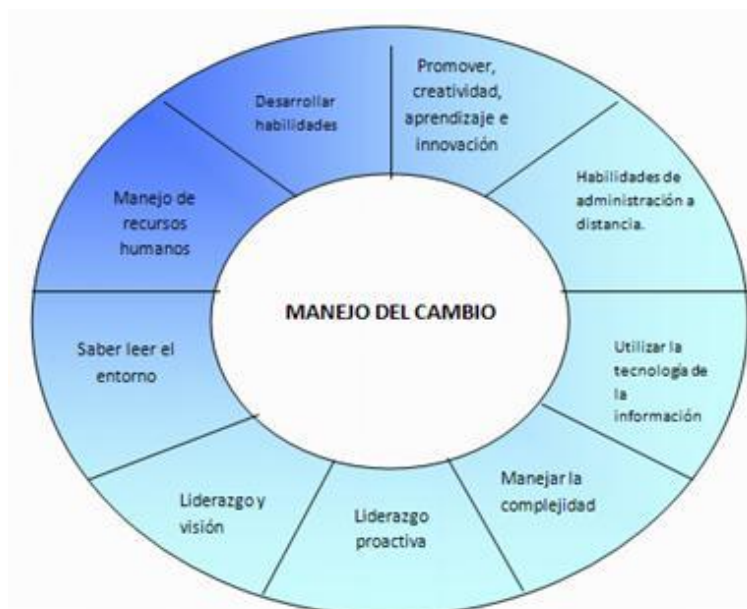 Promover,
creatividad,
aprendizaje e
innovación
Habilidades de
administración a
distancia.
Utilizar la
tecnología de
la
información
Manejar la
complejidad
Liderazgo
proactiva
Liderazgo y
visión
Saber leer el
entorno
Manejo de
recursos
humanos
Desarrollar
habilidades
MANEJO DEL CAMBIO